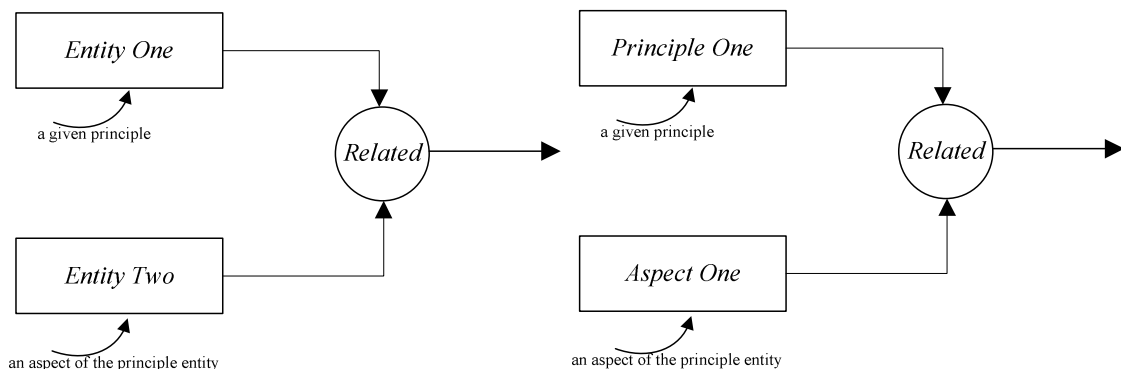 Entity One
a given principle
Related
Entity Two
an aspect of the principle entity
Principle One
a given principle
Related
Aspect One
an aspect of the principle entity